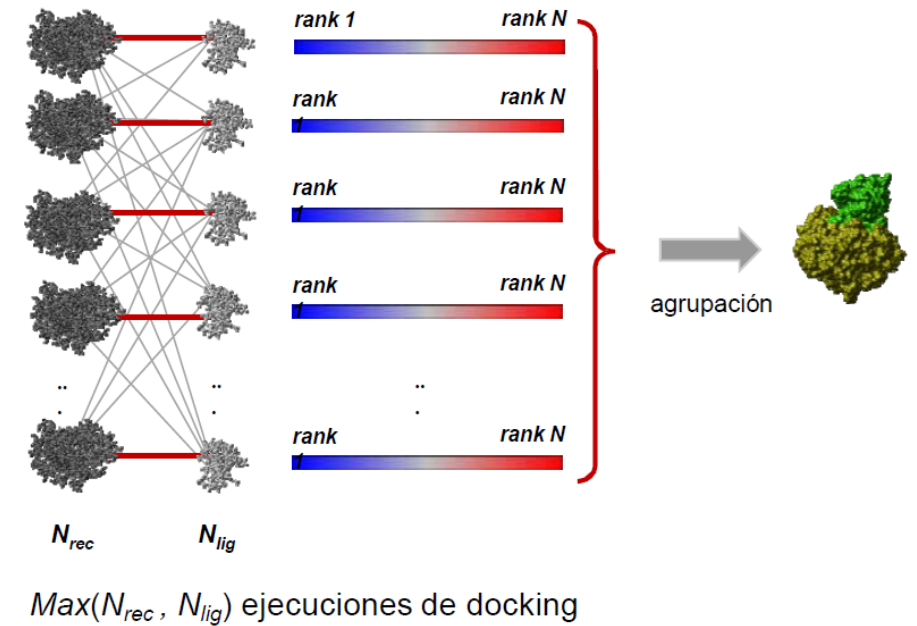 rank 1 rank N
rank 1 rank N
rank 1 rank N
rank 1 rank N
.. .. ..
. . .
rank 1 rank N
agrupación
N_rec N_lig
Max(N_rec , N_lig) ejecuciones de docking